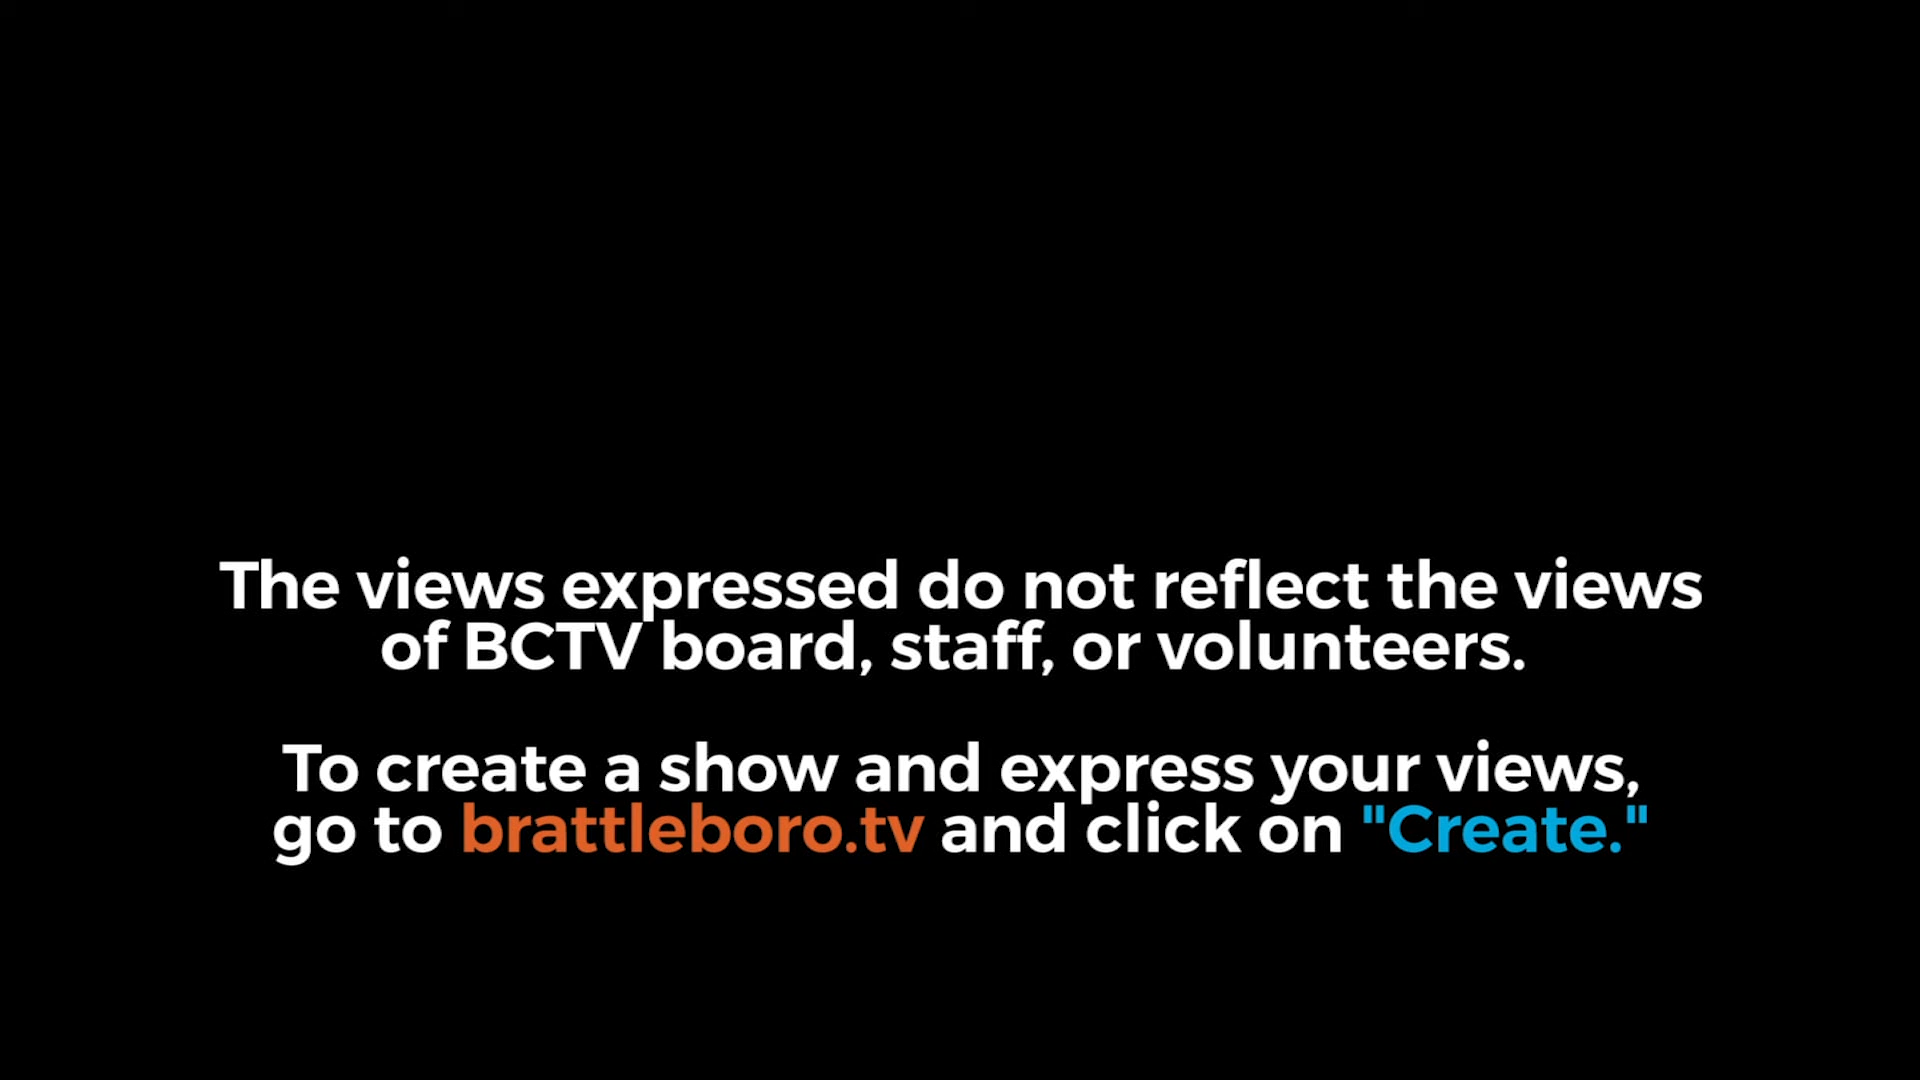 The views expressed do not reflect the views
of BCTV board, staff, or volunteers.
To create a show and express your views,
go to brattleboro.tv and click on "Create."